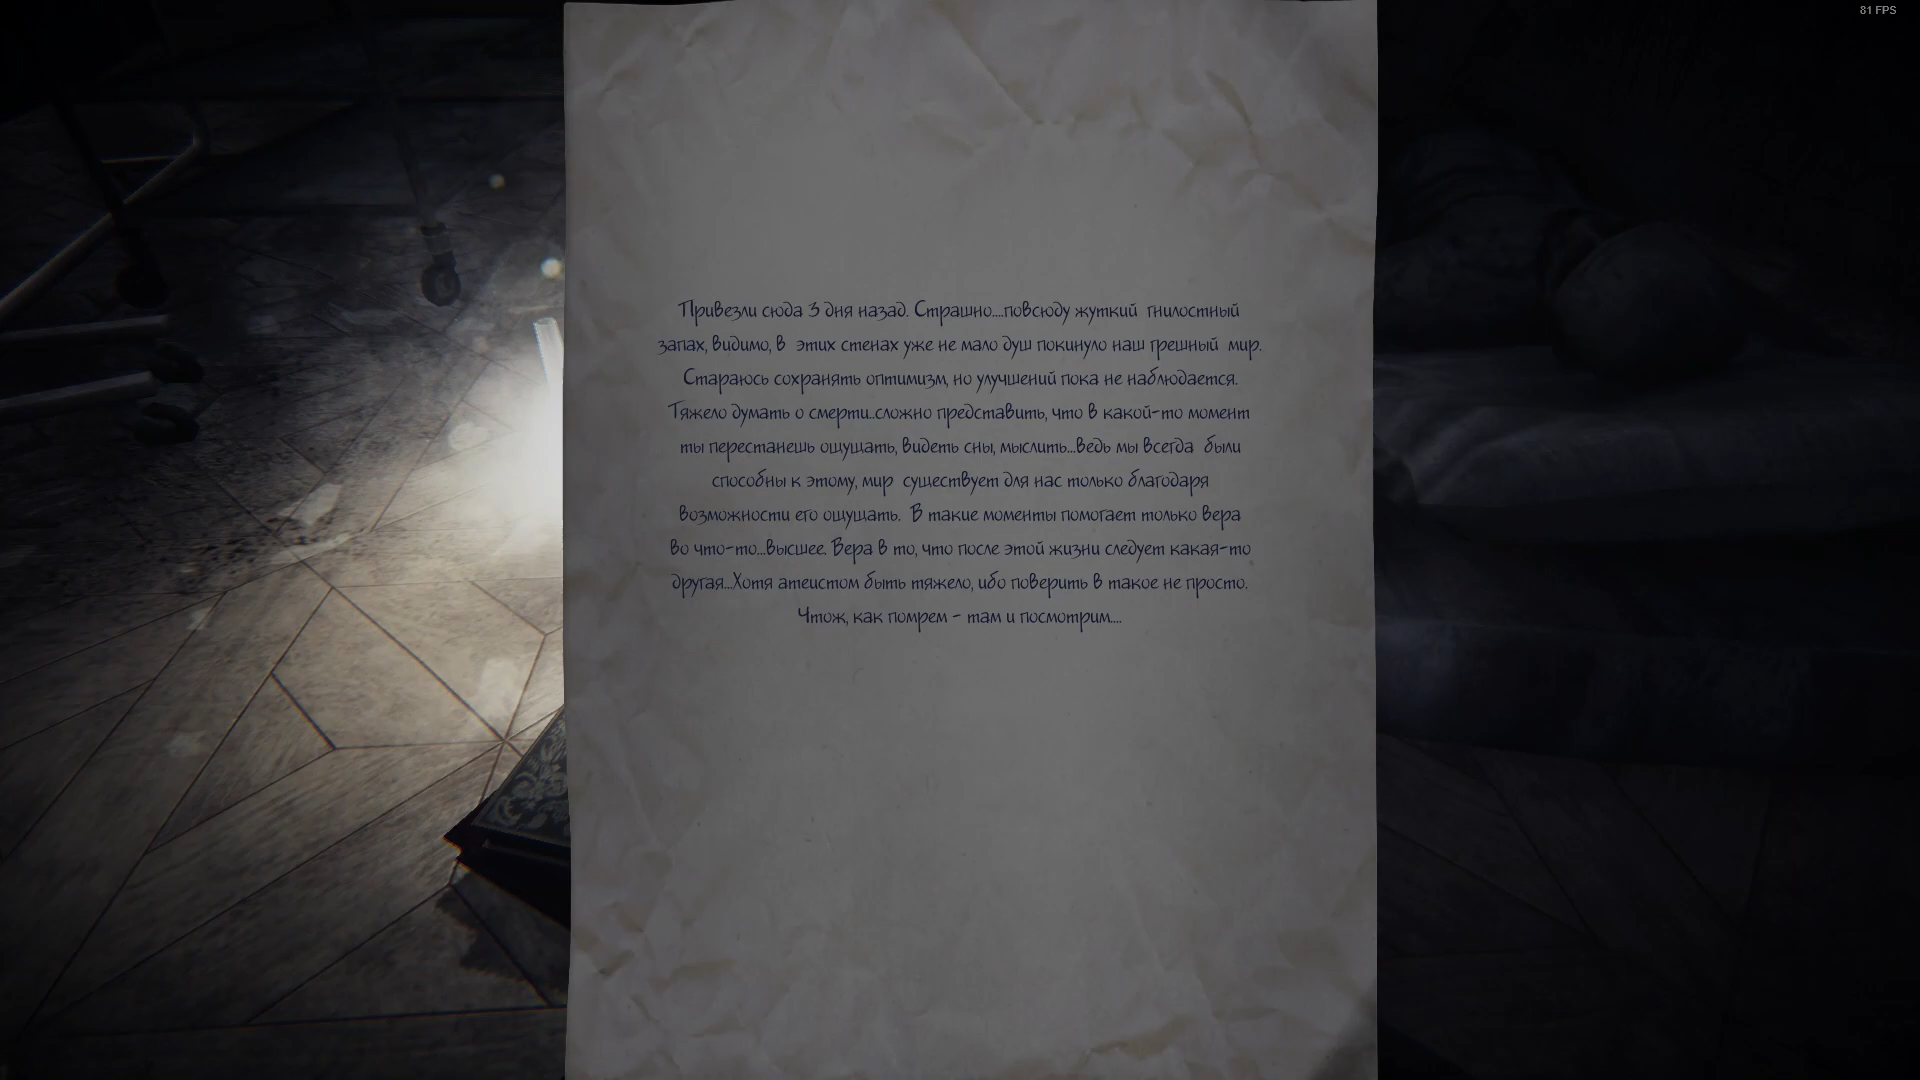 81 FPS
Привезли сюда 3 дня назад. Страшно....повсюду жуткий гнилостный
запах, видимо, в этих стенах уже не мало душ покинуло наш грешный мир.
Стараюсь сохранять оптимизм, но улучшений пока не наблюдается.
Тяжело думать о смерти..сложно представить, что в какой-то момент
ты перестанешь ощущать, видеть сны, мыслить...ведь мы всегда были
способны к этому, мир существует для нас только благодаря
возможности его ощущать. В такие моменты помогает только вера
во что-то...высшее. Вера в то, что после этой жизни следует какая-то
другая...Хотя атеистом быть тяжело, ибо поверить в такое не просто.
Чтож, как помрем - там и посмотрим....